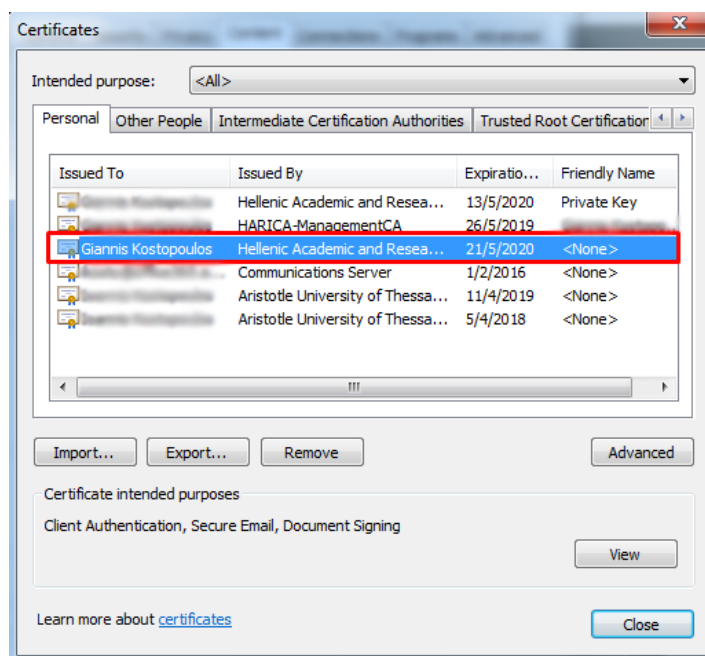 Certificates
Intended purpose: <All>
Personal Other People Intermediate Certification Authorities Trusted Root Certification
Issued To Issued By Expiratio... Friendly Name
Hellenic Academic and Resea... 13/5/2020 Private Key
HARICA-ManagementCA 26/5/2019
Giannis Kostopoulos Hellenic Academic and Resea... 21/5/2020 <None>
Communications Server 1/2/2016 <None>
Aristotle University of Thessa... 11/4/2019 <None>
Aristotle University of Thessa... 5/4/2018 <None>
Import... Export... Remove Advanced
Certificate intended purposes
Client Authentication, Secure Email, Document Signing
View
Learn more about certificates
Close